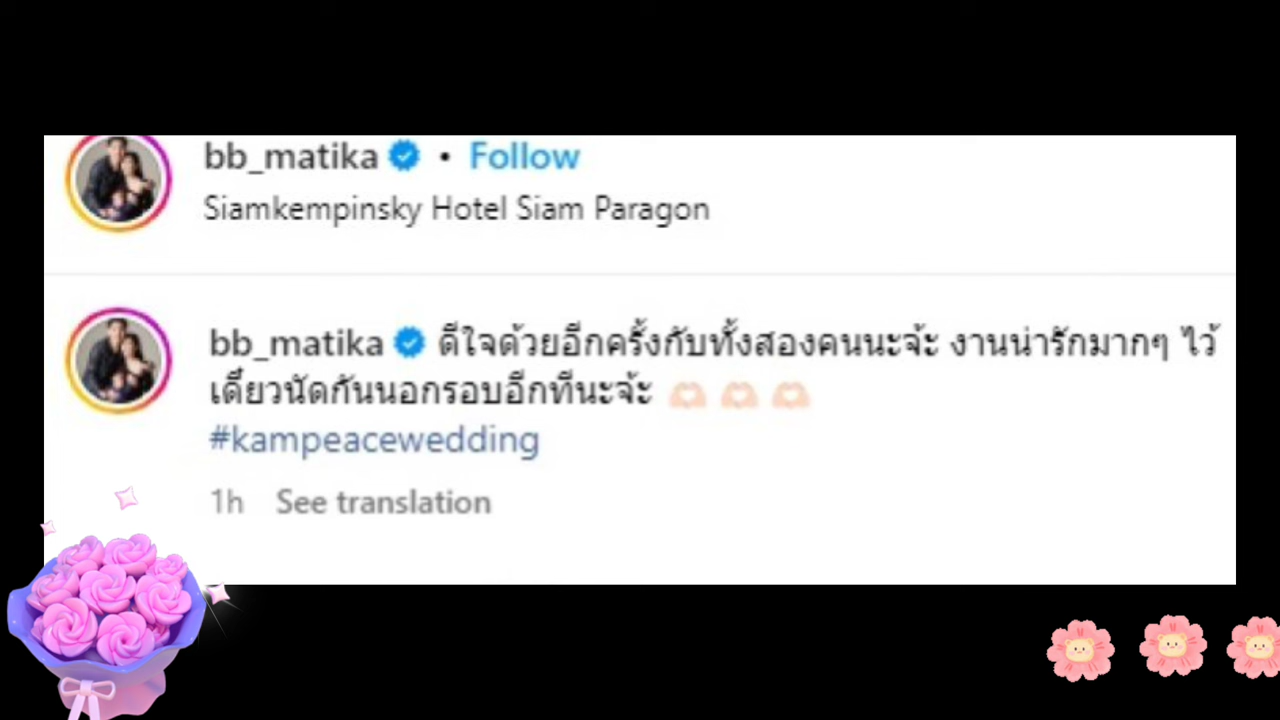 bb_matika • Follow
Siamkempinsky Hotel Siam Paragon
bb_matika ดีใจด้วยอีกครั้งกับทั้งสองคนนะจ้ะ งานน่ารักมากๆ ไว้
เดี๋ยวนัดกันนอกรอบอีกทีนะจ้ะ 🫶🏻 🫶🏻 🫶🏻
#kampeacewedding
1h See translation